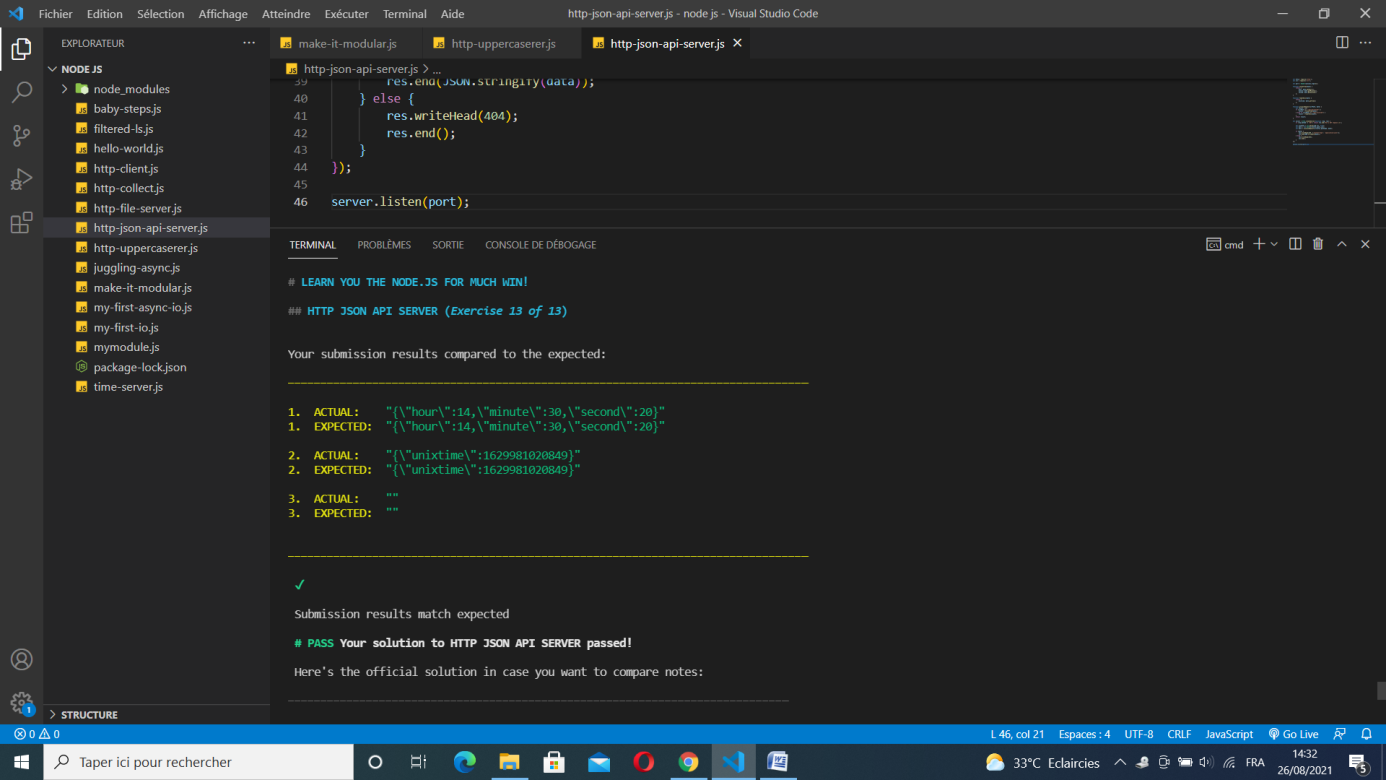 Fichier Edition Sélection Affichage Atteindre Exécuter Terminal Aide
http-json-api-server.js - node js - Visual Studio Code
EXPLORATEUR
NODE JS
node_modules
baby-steps.js
filtered-ls.js
hello-world.js
http-client.js
http-collect.js
http-file-server.js
http-json-api-server.js
http-uppercaserer.js
juggling-async.js
make-it-modular.js
my-first-async-io.js
my-first-io.js
mymodule.js
package-lock.json
time-server.js
STRUCTURE
make-it-modular.js http-uppercaserer.js http-json-api-server.js
http-json-api-server.js > ...
39 res.end(JSON.stringify(data));
40 } else {
41 res.writeHead(404);
42 res.end();
43 }
44 });
45
46 server.listen(port);
TERMINAL PROBLÈMES SORTIE CONSOLE DE DÉBOGAGE
cmd
# LEARN YOU THE NODE.JS FOR MUCH WIN!
## HTTP JSON API SERVER (Exercise 13 of 13)
Your submission results compared to the expected:
1. ACTUAL: "{\"hour\":14,\"minute\":30,\"second\":20}"
1. EXPECTED: "{\"hour\":14,\"minute\":30,\"second\":20}"
2. ACTUAL: "{\"unixtime\":1629981020849}"
2. EXPECTED: "{\"unixtime\":1629981020849}"
3. ACTUAL: ""
3. EXPECTED: ""
✓
Submission results match expected
# PASS Your solution to HTTP JSON API SERVER passed!
Here's the official solution in case you want to compare notes:
1
0 0
L 46, col 21 Espaces : 4 UTF-8 CRLF JavaScript Go Live
Taper ici pour rechercher
33°C Eclaircies
FRA
14:32
26/08/2021
5